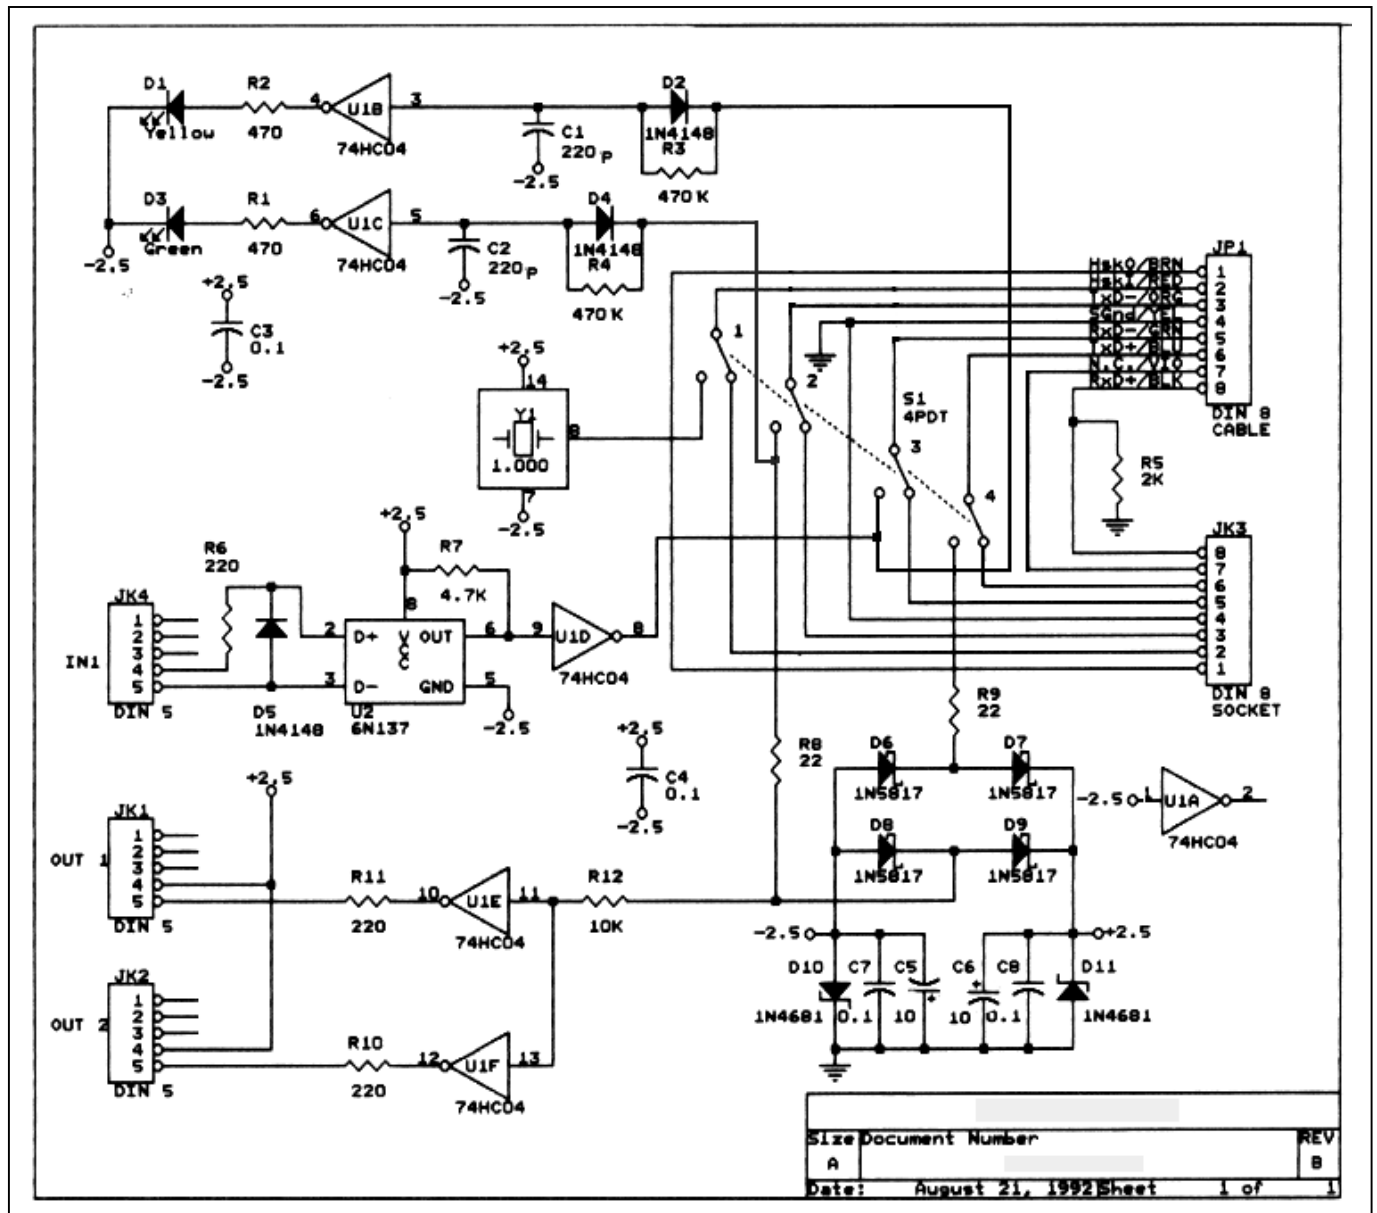 D1
Yellow
R2
470
4
U1B
3
74HC04
C1
220p
-2.5
D2
1N4148
R3
470 K
D3
Green
R1
470
6
U1C
5
74HC04
C2
220p
-2.5
D4
1N4148
R4
470 K
-2.5
+2.5
C3
0.1
-2.5
JP1
HskO/BRN
HskI/RED
TxD-/ORG
SGnd/YEL
RxD-/GRN
TxD+/BLU
N.C./VIO
RxD+/BLK
1
2
3
4
5
6
7
8
DIN 8
CABLE
1
2
S1
4PDT
3
4
R5
2K
+2.5
14
Y1
8
1.000
7
-2.5
JK3
8
7
6
5
4
3
2
1
DIN 8
SOCKET
+2.5
R6
220
R7
4.7K
JK4
1
2
3
4
5
IN1
DIN 5
D5
1N4148
8
2
D+
VCC
OUT
6
3
D-
GND
5
U2
6N137
-2.5
9
U1D
8
74HC04
+2.5
C4
0.1
-2.5
R8
22
R9
22
D6
1N5817
D7
1N5817
D8
1N5817
D9
1N5817
-2.5
1
U1A
2
74HC04
+2.5
JK1
OUT 1
1
2
3
4
5
DIN 5
R11
220
10
U1E
11
74HC04
R12
10K
JK2
OUT 2
1
2
3
4
5
DIN 5
R10
220
12
U1F
13
74HC04
-2.5
+2.5
D10
C7
C5
C6
C8
D11
1N4681
0.1
+
10
+
10
0.1
1N4681
Size
Document Number
REV
A
B
Date:
August 21, 1992
Sheet
1 of
1